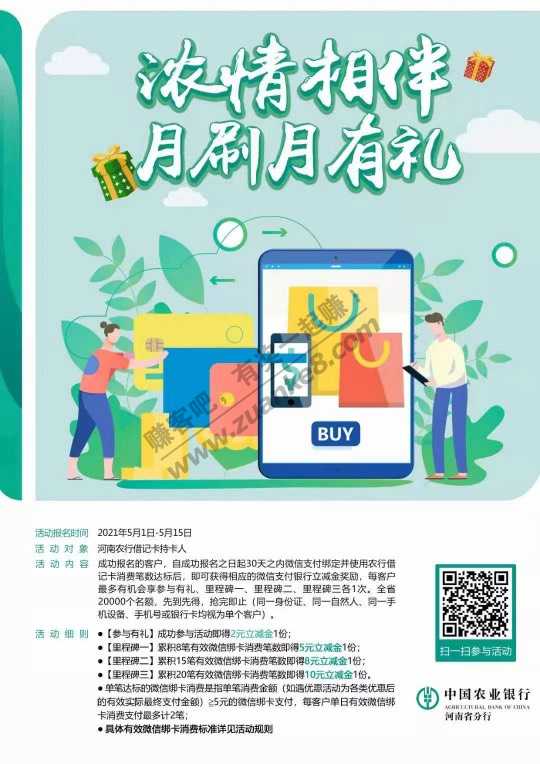 浓情相伴
月刷月有礼
BUY
有奖一起赚
赚客吧
www.zuanke8.com
活动报名时间 2021年5月1日-5月15日
活动对象 河南农行借记卡持卡人
活动内容 成功报名的客户，自成功报名之日起30天之内微信支付绑定并使用农行借
记卡消费笔数达标后，即可获得相应的微信支付银行立减金奖励，每客户
最多有机会享参与有礼、里程碑一、里程碑二、里程碑三各1次。全省
20000个名额，先到先得，抢完即止（同一身份证、同一自然人、同一手
机设备、手机号或银行卡均视为单个客户）。
活动细则 ●【参与有礼】成功参与活动即得2元立减金1份；
●【里程碑一】累积8笔有效微信绑卡消费笔数即得5元立减金1份；
●【里程碑二】累积15笔有效微信绑卡消费笔数即得8元立减金1份；
●【里程碑三】累积20笔有效微信绑卡消费笔数即得10元立减金1份。
●单笔达标的微信绑卡消费是指单笔消费金额（如遇优惠活动为各类优惠后
的有效实际最终支付金额）≧5元的微信绑卡支付，每客户单日有效微信绑
卡消费支付最多计2笔；
●具体有效微信绑卡消费标准详见活动规则
扫一扫参与活动
中国农业银行
AGRICULTURAL BANK OF CHINA
河南省分行